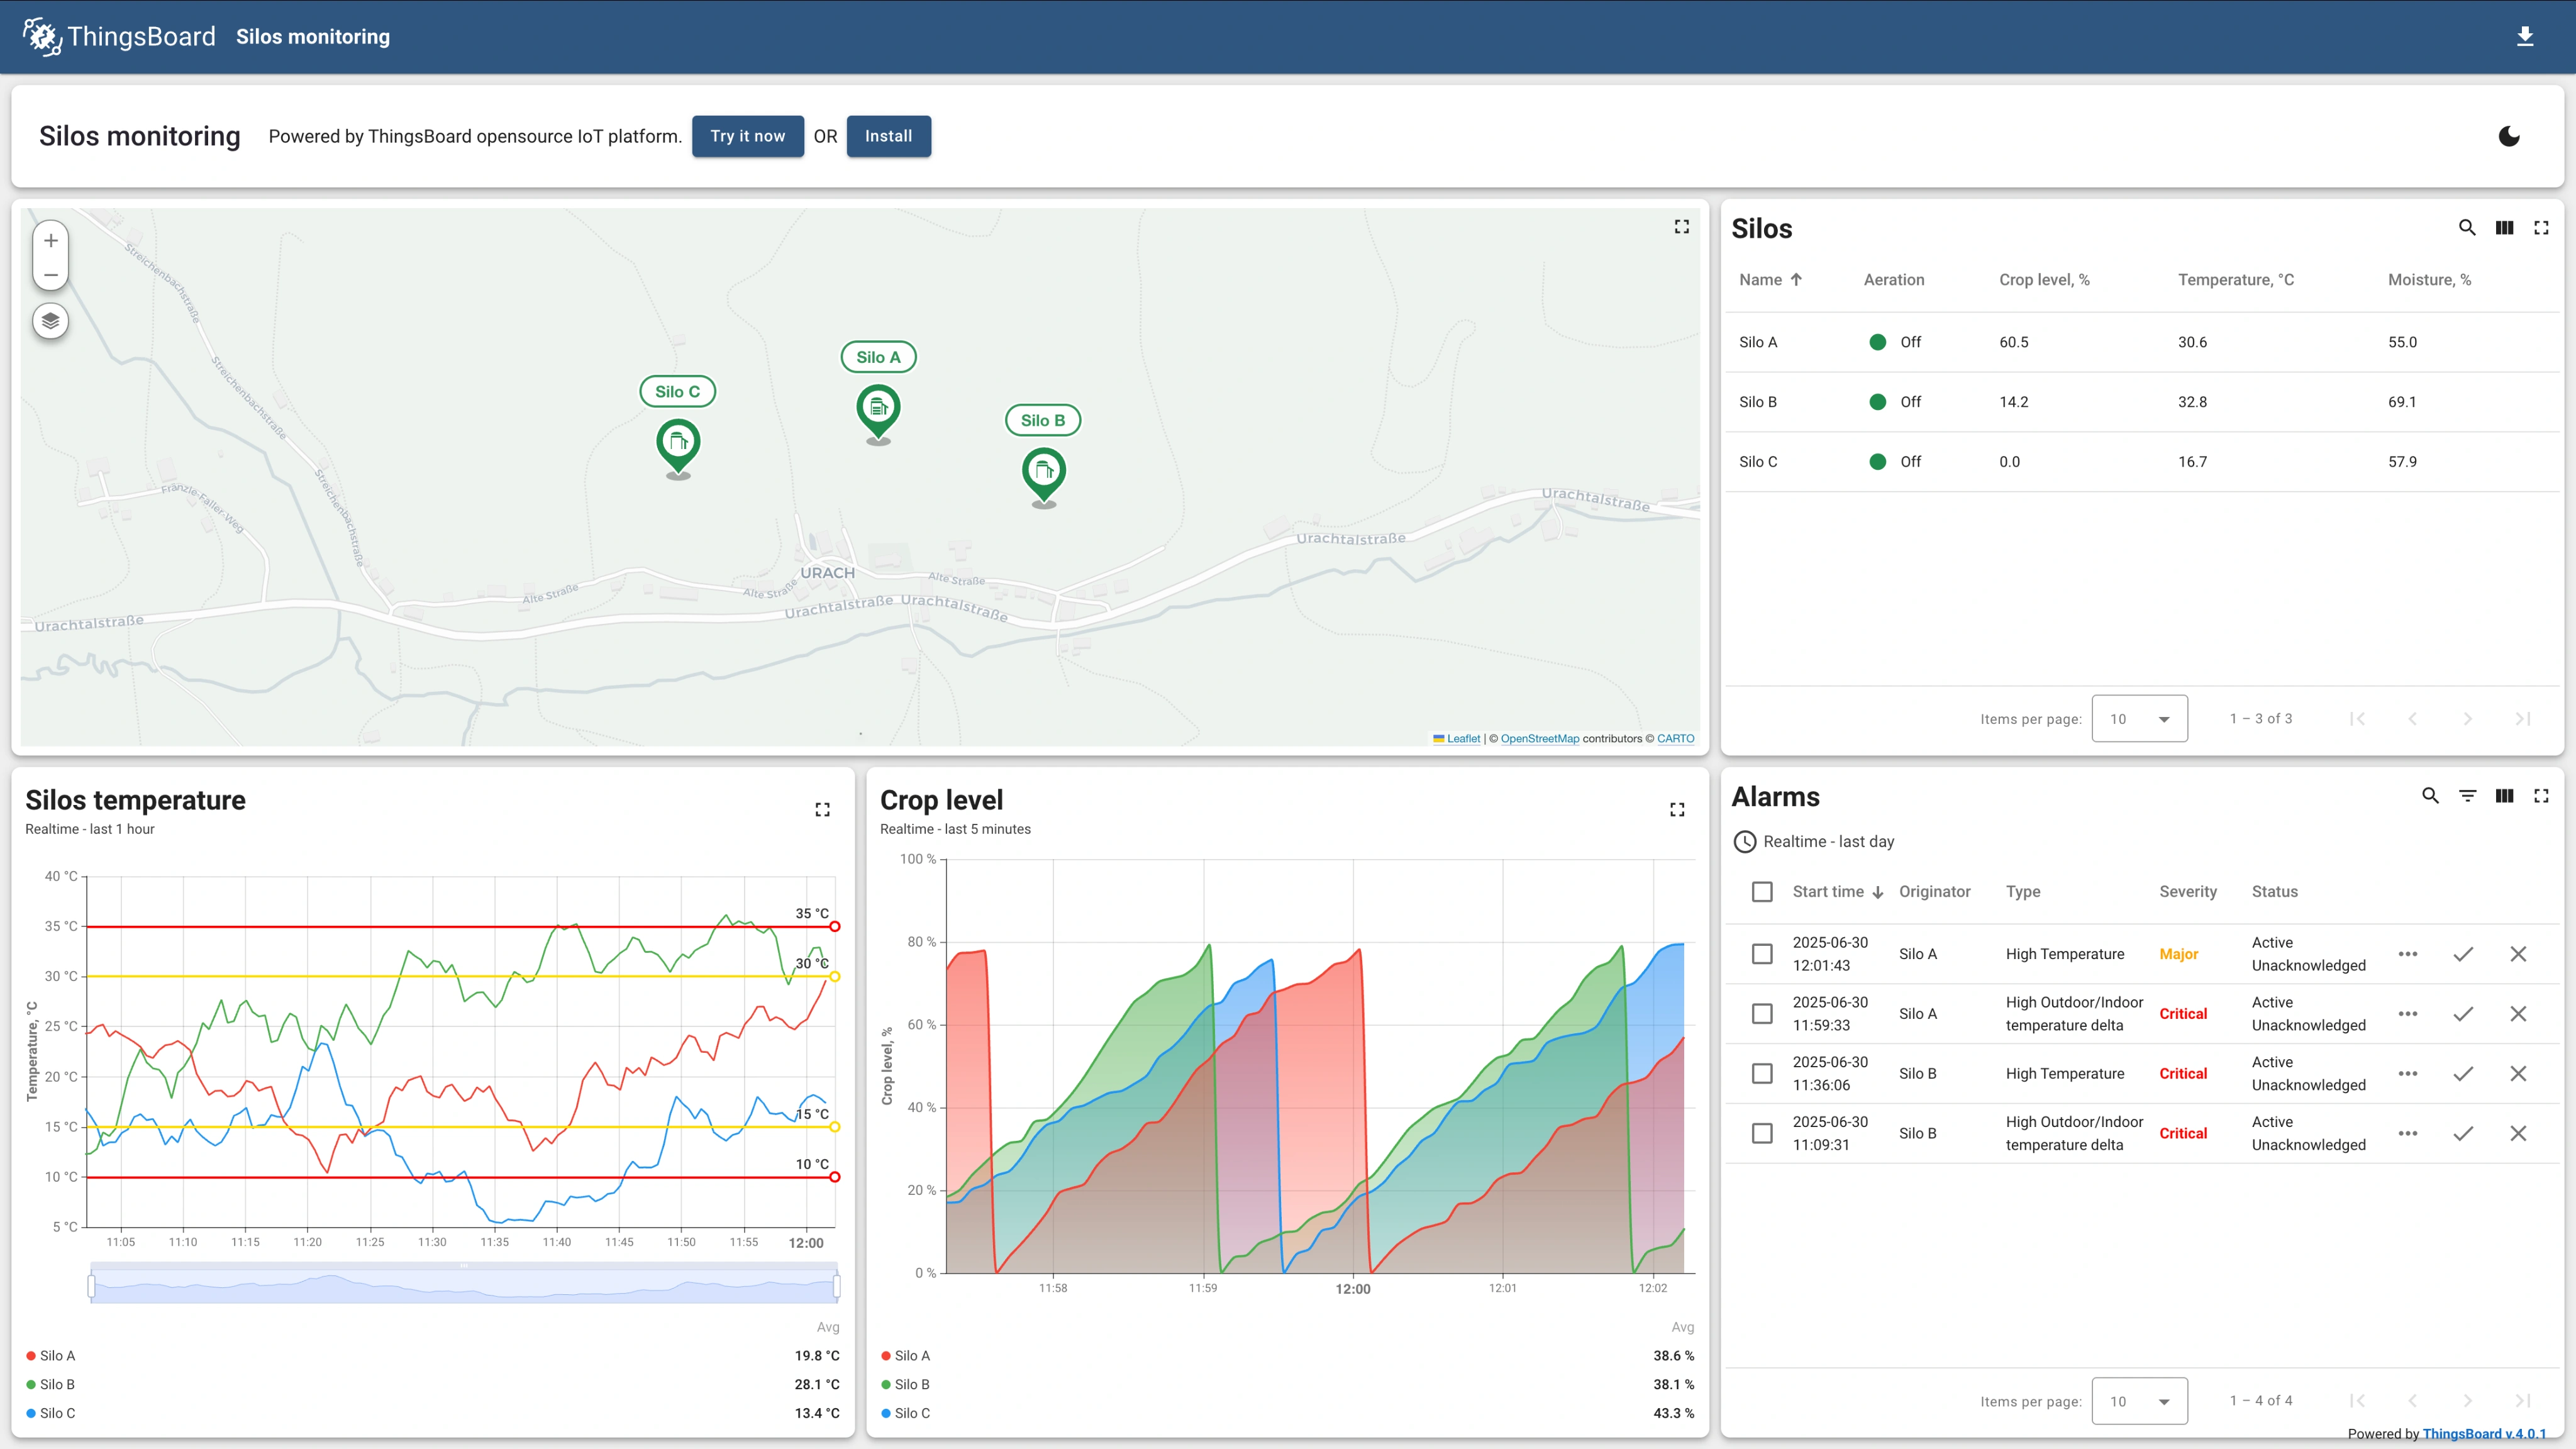 ThingsBoard Silos monitoring
Silos monitoring Powered by ThingsBoard opensource IoT platform. Try it now OR Install
+
−
Streichenbachstraße
Streichenbachstraße
Streichenbachstraße
Franzle-Faller-Weg
Silo A
Silo C
Silo B
Urachtalstraße
Urachtalstraße
URACH
Alte Straße
Alte Straße
Alte Straße
Urachtalstraße
Urachtalstraße
Urachtalstraße
Leaflet | © OpenStreetMap contributors © CARTO
Silos
Name Aeration Crop level, % Temperature, °C Moisture, %
Silo A Off 60.5 30.6 55.0
Silo B Off 14.2 32.8 69.1
Silo C Off 0.0 16.7 57.9
Items per page: 10 1 – 3 of 3
Silos temperature
Realtime - last 1 hour
Temperature, °C
40 °C
35 °C
30 °C
25 °C
20 °C
15 °C
10 °C
5 °C
35 °C
30 °C
15 °C
10 °C
11:05 11:10 11:15 11:20 11:25 11:30 11:35 11:40 11:45 11:50 11:55 12:00
Avg
Silo A 19.8 °C
Silo B 28.1 °C
Silo C 13.4 °C
Crop level
Realtime - last 5 minutes
Crop level, %
100 %
80 %
60 %
40 %
20 %
0 %
11:58 11:59 12:00 12:01 12:02
Avg
Silo A 38.6 %
Silo B 38.1 %
Silo C 43.3 %
Alarms
Realtime - last day
Start time Originator Type Severity Status
2025-06-30 12:01:43 Silo A High Temperature Major Active Unacknowledged
2025-06-30 11:59:33 Silo A High Outdoor/Indoor temperature delta Critical Active Unacknowledged
2025-06-30 11:36:06 Silo B High Temperature Critical Active Unacknowledged
2025-06-30 11:09:31 Silo B High Outdoor/Indoor temperature delta Critical Active Unacknowledged
Items per page: 10 1 – 4 of 4
Powered by ThingsBoard v.4.0.1